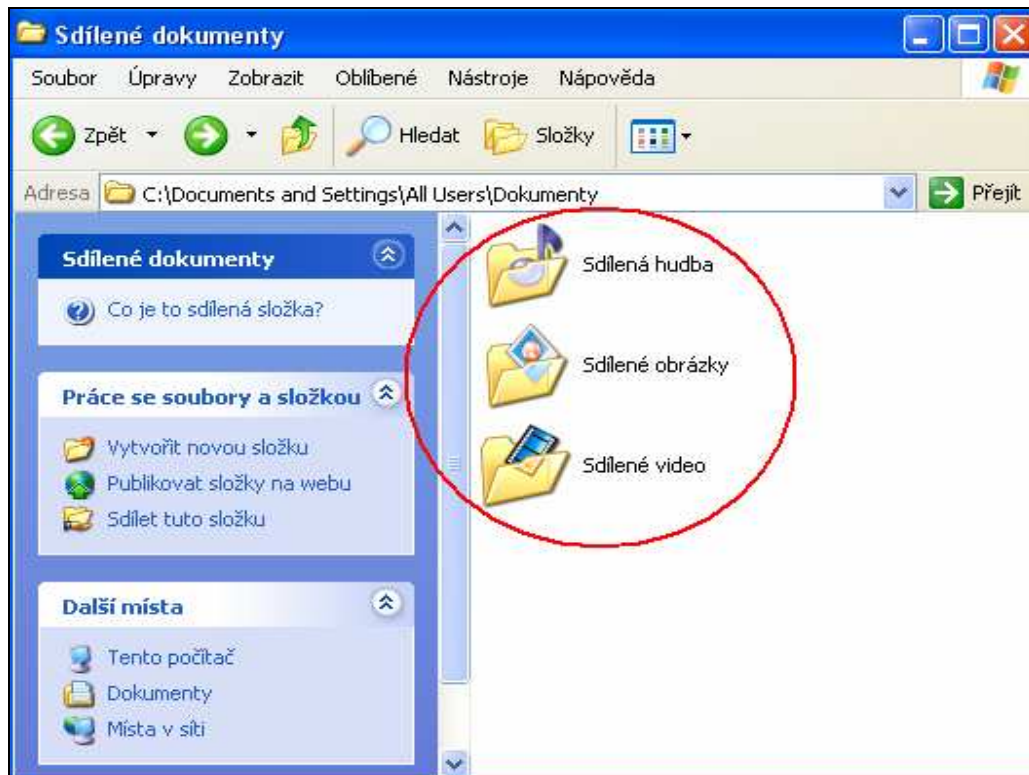 Sdílené dokumenty
Soubor Úpravy Zobrazit Oblíbené Nástroje Nápověda
Zpět Hledat Složky
Adresa C:\Documents and Settings\All Users\Dokumenty Přejít
Sdílené dokumenty
Co je to sdílená složka?
Práce se soubory a složkou
Vytvořit novou složku
Publikovat složky na webu
Sdílet tuto složku
Další místa
Tento počítač
Dokumenty
Místa v síti
Sdílená hudba
Sdílené obrázky
Sdílené video